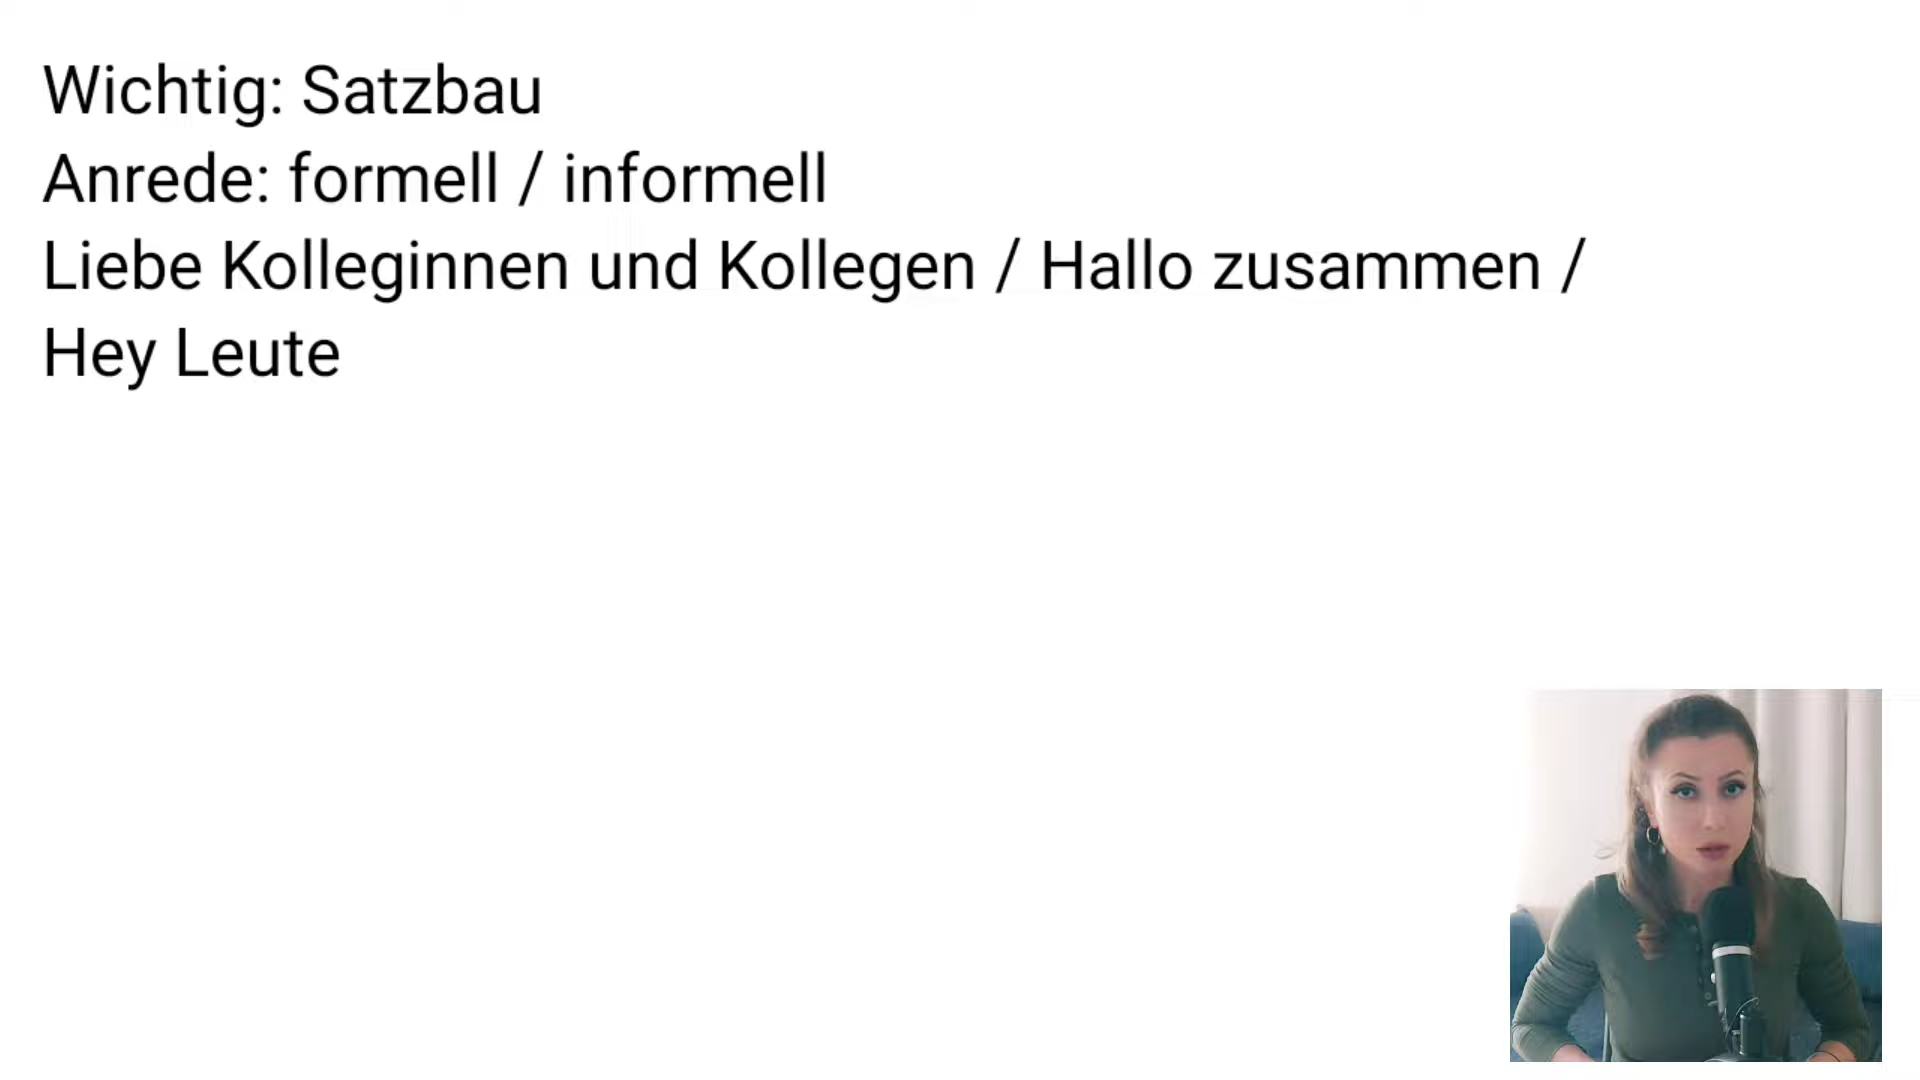 Wichtig: Satzbau
Anrede: formell / informell
Liebe Kolleginnen und Kollegen / Hallo zusammen /
Hey Leute